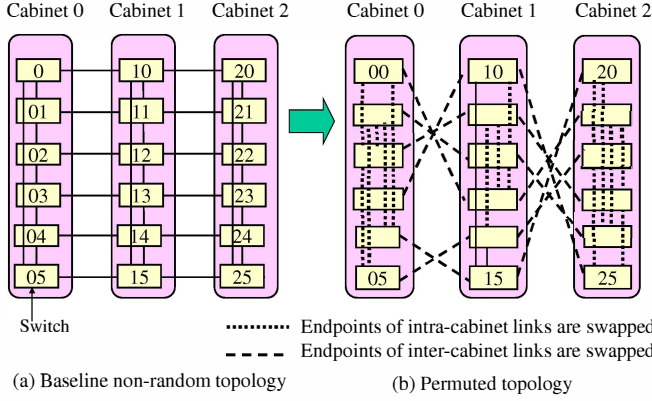 Cabinet 0 Cabinet 1 Cabinet 2 Cabinet 0 Cabinet 1 Cabinet 2
0 10 20 00 10 20
01 11 21
02 12 22
03 13 23
04 14 24
05 15 25 05 15 25
Switch
Endpoints of intra-cabinet links are swapped
Endpoints of inter-cabinet links are swapped
(a) Baseline non-random topology (b) Permuted topology